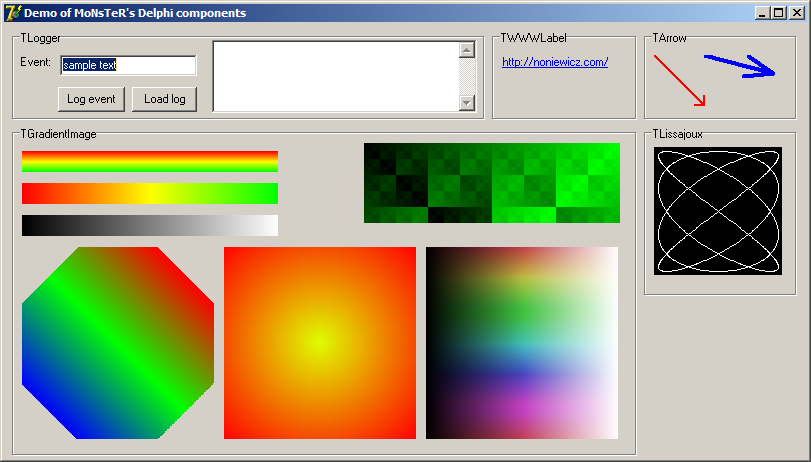 Demo of MoNsTeR's Delphi components
TLogger
Event:
sample text
Log event
Load log
TWWWLabel
http://noniewicz.com/
TArrow
TGradientImage
TLissajoux